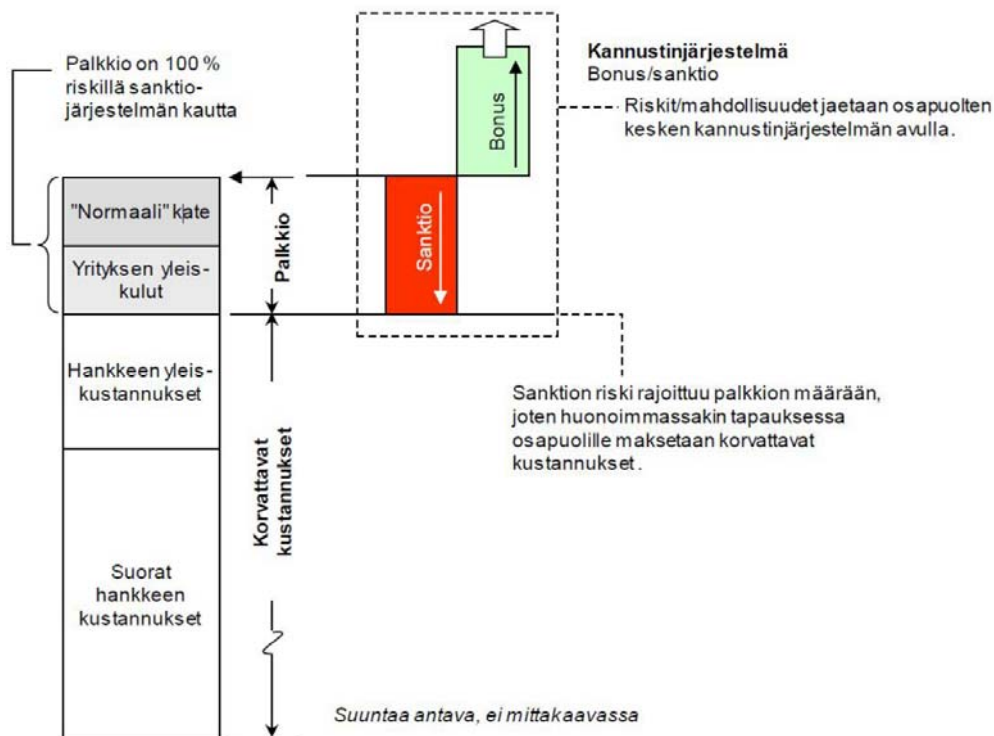 Palkkio on 100 %
riskillä sanktio-
järjestelmän kautta
Kannustinjärjestelmä
Bonus/sanktio
Riskit/mahdollisuudet jaetaan osapuolten
kesken kannustinjärjestelmän avulla.
Bonus
"Normaali" kate
Yrityksen yleis-
kulut
Palkkio
Sanktio
Hankkeen yleis-
kustannukset
Sanktion riski rajoittuu palkkion määrään,
joten huonoimmassakin tapauksessa
osapuolille maksetaan korvattavat
kustannukset.
Korvattavat
kustannukset
Suorat
hankkeen
kustannukset
Suuntaa antava, ei mittakaavassa